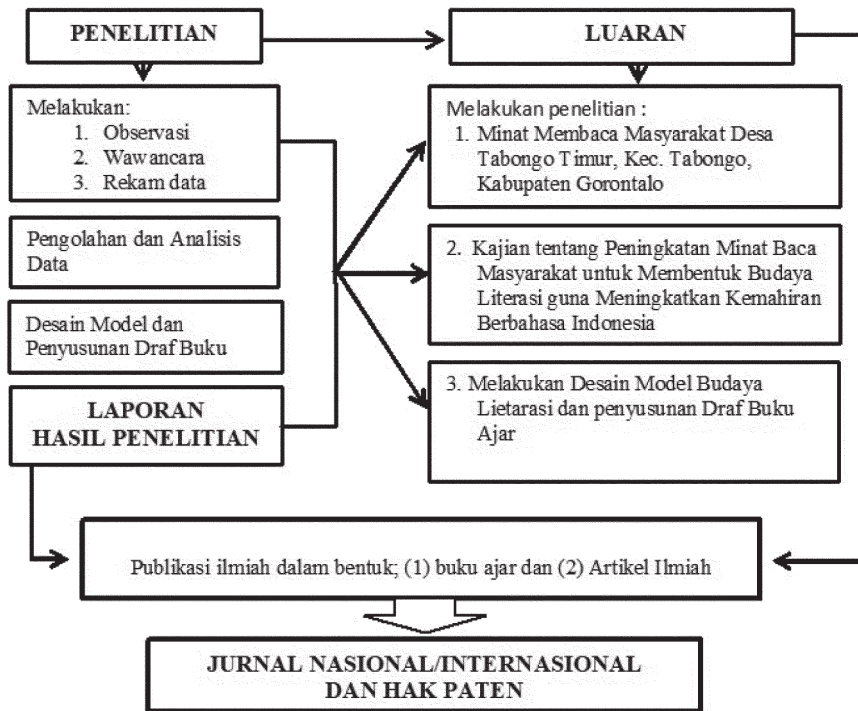 PENELITIAN
LUARAN
Melakukan:
1. Observasi
2. Wawancara
3. Rekam data
Pengolahan dan Analisis
Data
Desain Model dan
Penyusunan Draf Buku
LAPORAN
HASIL PENELITIAN
Melakukan penelitian :
1. Minat Membaca Masyarakat Desa
Tabongo Timur, Kec. Tabongo,
Kabupaten Gorontalo
2. Kajian tentang Peningkatan Minat Baca
Masyarakat untuk Membentuk Budaya
Literasi guna Meningkatkan Kemahiran
Berbahasa Indonesia
3. Melakukan Desain Model Budaya
Lietarasi dan penyusunan Draf Buku
Ajar
Publikasi ilmiah dalam bentuk; (1) buku ajar dan (2) Artikel Ilmiah
JURNAL NASIONAL/INTERNASIONAL
DAN HAK PATEN